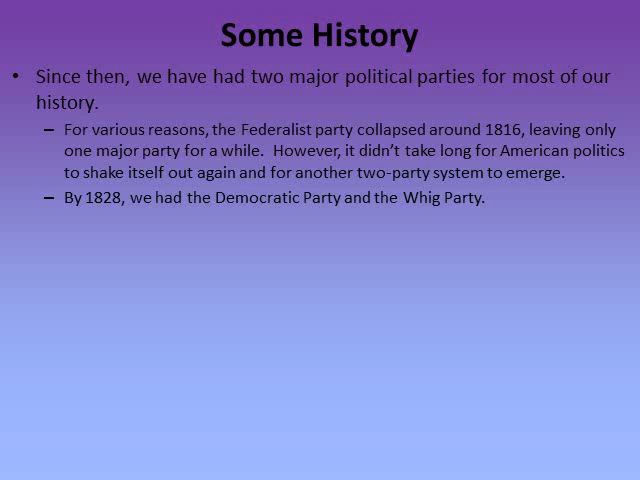 Some History
• Since then, we have had two major political parties for most of our
history.
– For various reasons, the Federalist party collapsed around 1816, leaving only
one major party for a while.  However, it didn’t take long for American politics
to shake itself out again and for another two-party system to emerge.
– By 1828, we had the Democratic Party and the Whig Party.